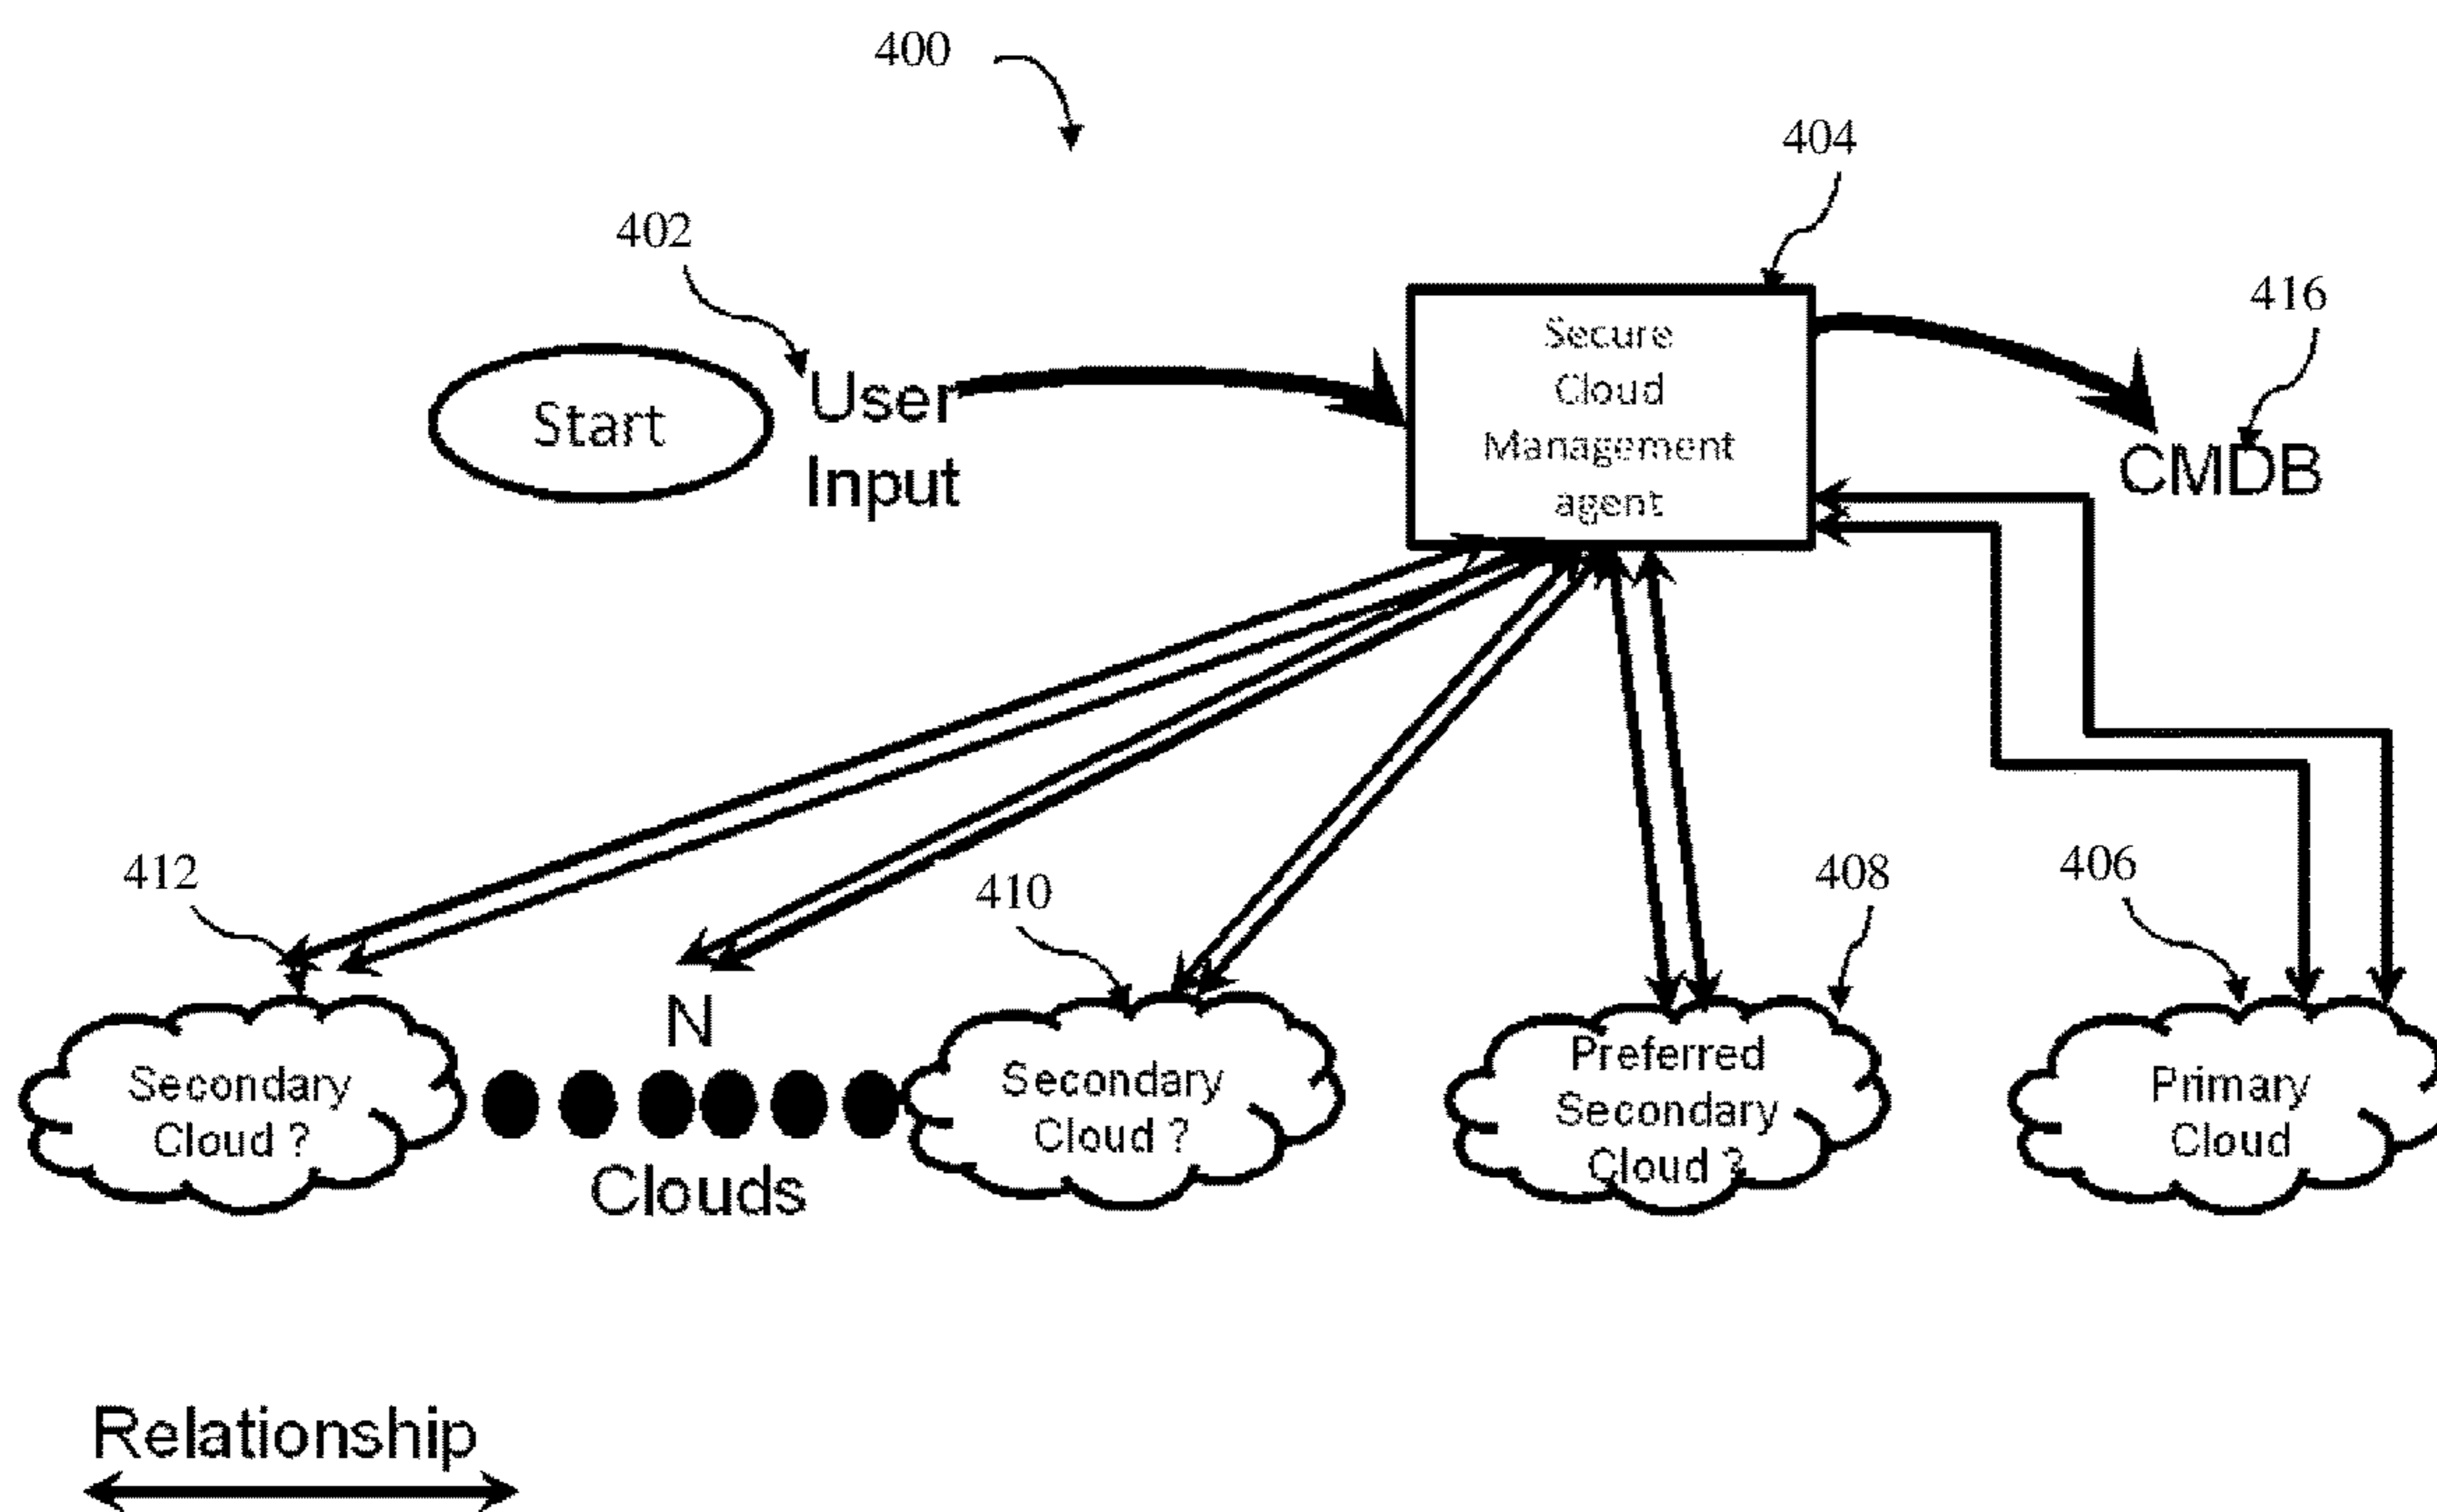 400
404
402
416
Start
User
Input
Secure
Cloud
Management
agent
CMDB
412
410
408
406
N
Clouds
Secondary
Cloud ?
Secondary
Cloud ?
Preferred
Secondary
Cloud ?
Primary
Cloud
Relationship